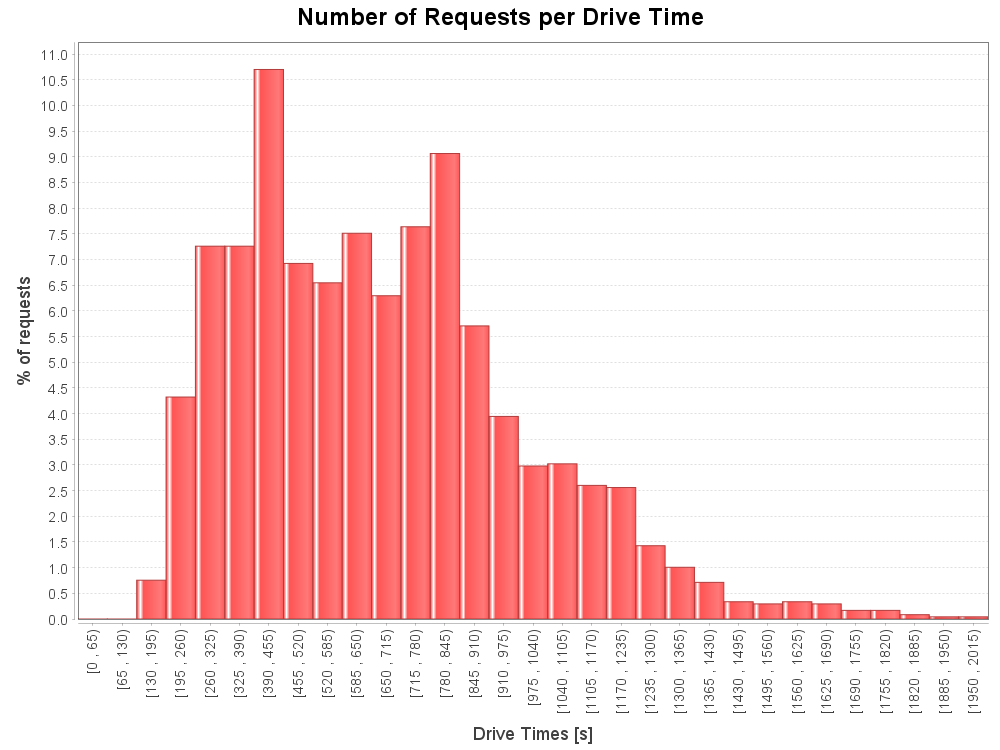 Number of Requests per Drive Time
11.0
10.5
10.0
9.5
9.0
8.5
8.0
7.5
7.0
6.5
6.0
5.5
5.0
4.5
4.0
3.5
3.0
2.5
2.0
1.5
1.0
0.5
0.0
% of requests
[0 , 65)
[65 , 130)
[130 , 195)
[195 , 260)
[260 , 325)
[325 , 390)
[390 , 455)
[455 , 520)
[520 , 585)
[585 , 650)
[650 , 715)
[715 , 780)
[780 , 845)
[845 , 910)
[910 , 975)
[975 , 1040)
[1040 , 1105)
[1105 , 1170)
[1170 , 1235)
[1235 , 1300)
[1300 , 1365)
[1365 , 1430)
[1430 , 1495)
[1495 , 1560)
[1560 , 1625)
[1625 , 1690)
[1690 , 1755)
[1755 , 1820)
[1820 , 1885)
[1885 , 1950)
[1950 , 2015)
Drive Times [s]